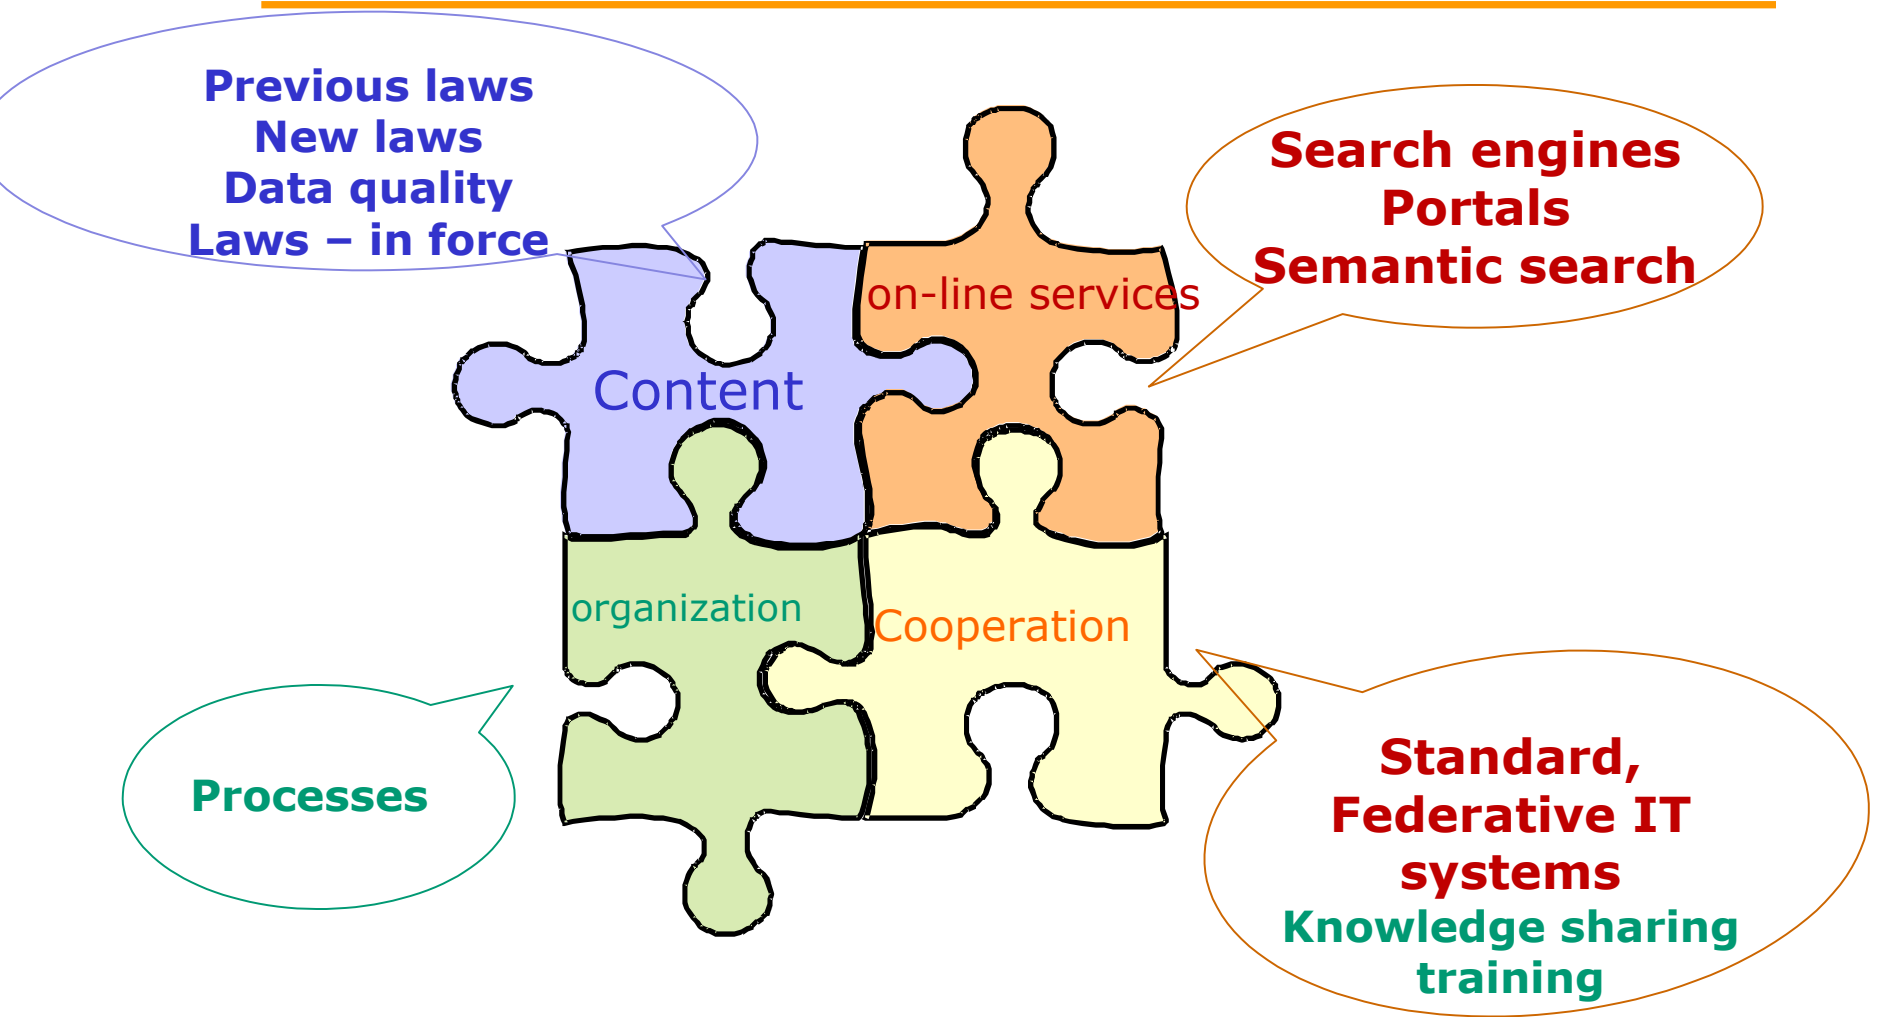 Previous laws
New laws
Data quality
Laws – in force
Search engines
Portals
Semantic search
on-line services
Content
organization
Cooperation
Processes
Standard,
Federative IT
systems
Knowledge sharing
training